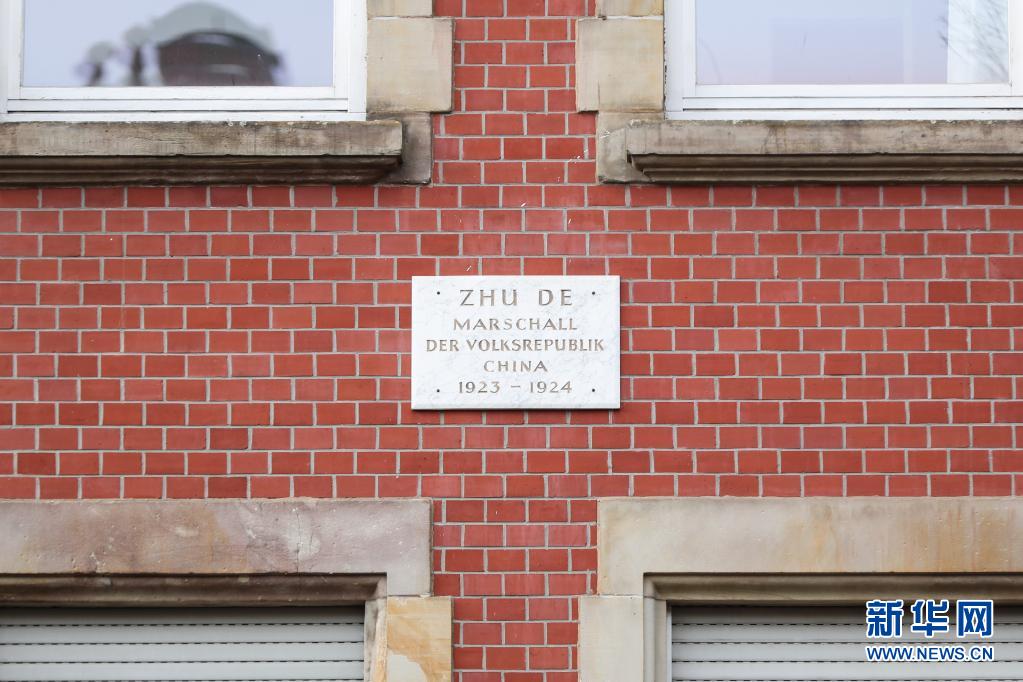 ZHU DE
MARSCHALL
DER VOLKSREPUBLIK
CHINA
1923 – 1924
新华网
WWW.NEWS.CN